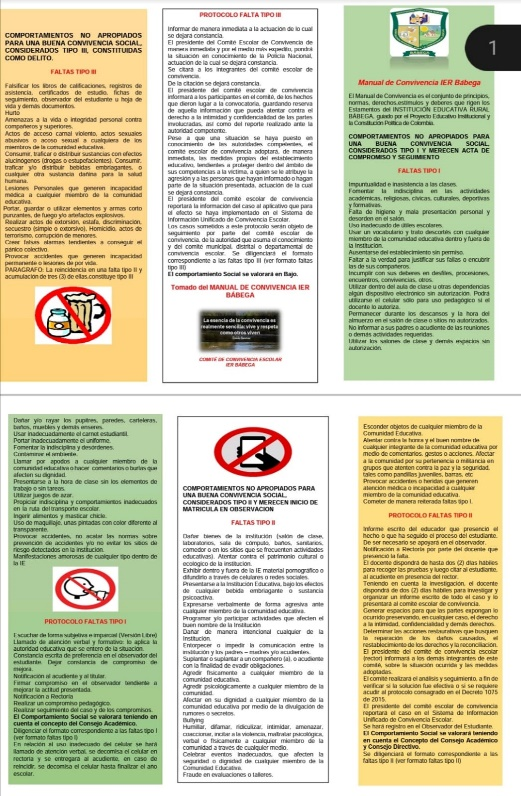 COMPORTAMIENTOS NO APROPIADOS
PARA UNA BUENA CONVIVENCIA SOCIAL,
CONSIDERADOS TIPO III, CONSTITUIDAS
COMO DELITO.
FALTAS TIPO III
Falsificar los libros de calificaciones, registros de
asistencia, certificados de estudio, fichas de
seguimiento, observador del estudiante u hoja de
vida y demás documentos.
Hurto
Amenazas a la vida o integridad personal contra
compañeros y superiores.
Actos de acoso carnal violento, actos sexuales
abusivos o acoso sexual a cualquiera de los
miembros de la comunidad educativa.
Consumir, inducir o distribuir sustancias con efectos
alucinógenos (drogas o estupefacientes). Consumir,
traficar y/o distribuir bebidas embriagantes, o
cualquier otra sustancia dañina para la salud
humana.
Lesiones Personales que generen incapacidad
médica a cualquier miembro de la comunidad
educativa.
Portar, guardar o utilizar elementos y armas corto
punzantes, de fuego y/o artefactos explosivos.
Realizar actos de extorsión, estafa, discriminación,
secuestro (simple o extorsivo). Homicidio, actos de
terrorismo, corrupción de menores.
Crear falsas alarmas tendientes a conseguir el
pánico colectivo.
Provocar accidentes que generen incapacidad
permanente o lesiones de por vida.
PARAGRAFO: La reincidencia en una falta tipo II y
acumulación de tres (3) de ellas,constituye tipo III
PROTOCOLO FALTA TIPO III
Informar de manera inmediata a la actuación de lo cual
se dejara constancia.
El presidente del Comité Escolar de Convivencia de
manera inmediata y por el medio más expedito, pondrá
la situación en conocimiento de la Policía Nacional,
actuación de la cual se dejara constancia.
Se citará a los integrantes del comité escolar de
convivencia.
De la citación se dejará constancia.
El presidente del comité escolar de convivencia
informará a los participantes en el comité, de los hechos
que dieron lugar a la convocatoria, guardando reserva
de aquella información que pueda atentar contra el
derecho a la intimidad y confidencialidad de las partes
involucradas, así como del reporte realizado ante la
autoridad competente.
Pese a que una situación se haya puesto en
conocimiento de las autoridades competentes, el
comité escolar de convivencia adoptará, de manera
inmediata, las medidas propias del establecimiento
educativo, tendientes a proteger dentro del ámbito de
sus competencias a la víctima, a quien se le atribuye la
agresión y a las personas que hayan informado o hagan
parte de la situación presentada, actuación de la cual
se dejará constancia.
El presidente del comité escolar de convivencia
reportará la información del caso al aplicativo que para
el efecto se haya implementado en el Sistema de
Información Unificado de Convivencia Escolar.
Los casos sometidos a este protocolo serán objeto de
seguimiento por parte del comité escolar de
convivencia, de la autoridad que asuma el conocimiento
y del comité municipal, distrital o departamental de
convivencia escolar. Se diligenciará el formato
correspondiente a las faltas tipo III (ver formato faltas
tipo III)
El comportamiento Social se valorará en Bajo.
Tomado del MANUAL DE CONVIVENCIA IER
BÁBEGA
La esencia de la convivencia es
realmente sencilla: vive y respeta
como otros viven
COMITÉ DE CONVIVENCIA ESCOLAR
IER BÁBEGA
1
Manual de Convivencia IER Bábega
El Manual de Convivencia es el conjunto de principios,
normas, derechos,estímulos y deberes que rigen los
Estamentos del INSTITUCIÓN EDUCATIVA RURAL
BÁBEGA, guiado por el Proyecto Educativo Institucional y
la Constitución Política de Colombia.
COMPORTAMIENTOS NO APROPIADOS PARA
UNA BUENA CONVIVENCIA SOCIAL,
CONSIDERADOS TIPO I Y MERECEN ACTA DE
COMPROMISO Y SEGUIMIENTO
FALTAS TIPO I
Impuntualidad e inasistencia a las clases.
Fomentar la indisciplina en las actividades
académicas, religiosas, cívicas, culturales, deportivas
y formativas.
Falta de higiene y mala presentación personal y
desorden en el salón.
Uso inadecuado de útiles escolares.
Usar un vocabulario y trato descortés con cualquier
miembro de la comunidad educativa dentro y fuera de
la Institución.
Ausentarse del establecimiento sin permiso.
Faltar a la verdad para justificar sus fallas o encubrir
las de sus compañeros.
Incumplir con sus deberes en desfiles, procesiones,
encuentros, convivencias, otros.
Utilizar dentro del aula de clase u otras dependencias
algún dispositivo electrónico sin autorización. Podrá
utilizarse el celular sólo para uso pedagógico si el
docente lo autoriza.
Permanecer durante los descansos y la hora del
almuerzo en el salón de clase o sitios no autorizados.
No informar a sus padres o acudiente de las reuniones
o demás actividades requeridas.
Utilizar los salones de clase y demás espacios sin
autorización.
Dañar y/o rayar los pupitres, paredes, carteleras,
baños, muebles y demás enseres.
Usar inadecuadamente el carnet estudiantil.
Portar inadecuadamente el uniforme.
Fomentar la indisciplina y desórdenes.
Contaminar el ambiente.
Llamar por apodos a cualquier miembro de la
comunidad educativa o hacer comentarios o burlas que
afecten su dignidad.
Presentarse a la hora de clase sin los elementos de
trabajo o sin tareas.
Utilizar juegos de azar.
Propiciar indisciplina y comportamientos inadecuados
en la ruta del transporte escolar.
Ingerir alimentos y masticar chicle.
Uso de maquillaje, unas pintadas con color diferente al
transparente.
Provocar accidentes, no acatar las normas sobre
prevención de accidentes y/o no evitar los sitios de
riesgo detectados en la institución.
Manifestaciones amorosas de cualquier tipo dentro de
la IE
PROTOCOLO FALTAS TIPO I
Escuchar de forma subjetiva e imparcial (Versión Libre)
Llamado de atención verbal y formativo: lo aplica la
autoridad educativa que se entero de la situación.
Constancia escrita de preferencia en el observador del
estudiante. Dejar constancia de compromiso de
mejora.
Notificación al acudiente y al titular.
Firmar compromiso en el observador tendiente a
mejorar la actitud presentada.
Notificación a Rectoría
Realizar un compromiso pedagógico.
Realizar seguimiento del caso y de los compromisos.
El Comportamiento Social se valorará teniendo en
cuenta el concepto del Consejo Académico.
Diligenciar el formato correspondiente a las faltas tipo I
(ver formato faltas tipo I)
En relación al uso inadecuado del celular se hará
llamado de atención verbal, se decomisa el celular en
rectoría y se entregará al acudiente, en caso de
reincidir, se decomisa el celular hasta finalizar el año
escolar.
COMPORTAMIENTOS NO APROPIADOS PARA
UNA BUENA CONVIVENCIA SOCIAL,
CONSIDERADOS TIPO II Y MERECEN INICIO DE
MATRICULA EN OBSERVACION
FALTAS TIPO II
Dañar bienes de la institución (salón de clase,
laboratorios, sala de cómputo, baños, sanitarios,
comedor o en los sitios que se frecuenten actividades
educativas). Atentar contra el patrimonio cultural o
ecológico de la institución.
Exhibir dentro y fuera de la IE material pornográfico o
difundirlo a través de celulares o redes sociales.
Presentarse a la Institución Educativa, bajo los efectos
de cualquier bebida embriagante o sustancia
psicoactiva.
Expresarse verbalmente de forma agresiva ante
cualquier miembro de la comunidad educativa.
Programar y/o participar actividades que afecten el
buen nombre de la Institución
Danar de manera intencional cualquier de la
institución.
Entorpecer o impedir la comunicación entre la
institución y los padres – madres y/o acudientes.
Suplantar o suplantar a un compañero (a), o acudiente
con la finalidad de evadir obligaciones.
Agredir físicamente a cualquier miembro de la
comunidad educativa.
Agredir psicológicamente a cualquier miembro de la
comunidad.
Afectar en su dignidad a cualquier miembro de la
comunidad educativa por medio de la divulgación de
rumores o secretos.
Bullying
Humillar, difamar, ridiculizar, intimidar, amenazar,
coaccionar, incitar a la violencia, maltratar psicológica,
verbal o físicamente a cualquier miembro de la
comunidad a través de cualquier medio.
Celebrar eventos inadecuados, que afecten la
seguridad o dignidad de cualquier miembro de la
Comunidad Educativa.
Fraude en evaluaciones o talleres.
Esconder objetos de cualquier miembro de la
Comunidad Educativa.
Atentar contra la honra y el buen nombre de
cualquier integrante de la comunidad educativa por
medio de comentarios, gestos o acciones. Afectar
a la comunidad por su pertenencia o militancia en
grupos que atenten contra la paz y la seguridad,
tales como pandillas juveniles, barras, etc
Provocar accidentes o heridas que generen
atención médica o incapacidad a cualquier
miembro de la comunidad educativa.
Cometer de manera reiterada faltas tipo I.
PROTOCOLO FALTAS TIPO II
Informe escrito del educador que presenció el
hecho o que ha seguido el proceso del estudiante.
De ser necesario se apoyará en el observador.
Notificación a Rectoría por parte del docente que
presenció la falta.
El docente dispondrá de hasta dos (2) días hábiles
para recoger las pruebas y luego citar al estudiante,
al acudiente en presencia del rector.
Teniendo en cuenta la investigación, el docente
dispondrá de dos (2) días hábiles para investigar y
organizar un informe escrito de todo el caso y lo
presentará al comité escolar de convivencia.
Generar espacios para que las partes expongan lo
ocurrido preservando, en cualquier caso, el derecho
a la intimidad, confidencialidad y demás derechos.
Determinar las acciones restaurativas que busquen
la reparación de los daños causados, el
restablecimiento de los derechos y la reconciliación.
El presidente del comité de convivencia escolar
(rector) informará a los demás integrantes de este
comité, sobre la situación ocurrida y las medidas
adoptadas.
El comité realizará el análisis y seguimiento, a fin de
verificar si la solución fue efectiva o si se requiere
acudir al protocolo consagrado en el Decreto 1075
de 2015.
El presidente del comité escolar de convivencia
reportará el caso en el Sistema de Información
Unificado de Convivencia Escolar.
Se hará registro en el Observador del Estudiante.
El Comportamiento Social se valorará teniendo
en cuenta el Concepto del Consejo Académico
y Consejo Directivo.
Se diligenciará el formato correspondiente a las
faltas tipo II (ver formato faltas tipo II)